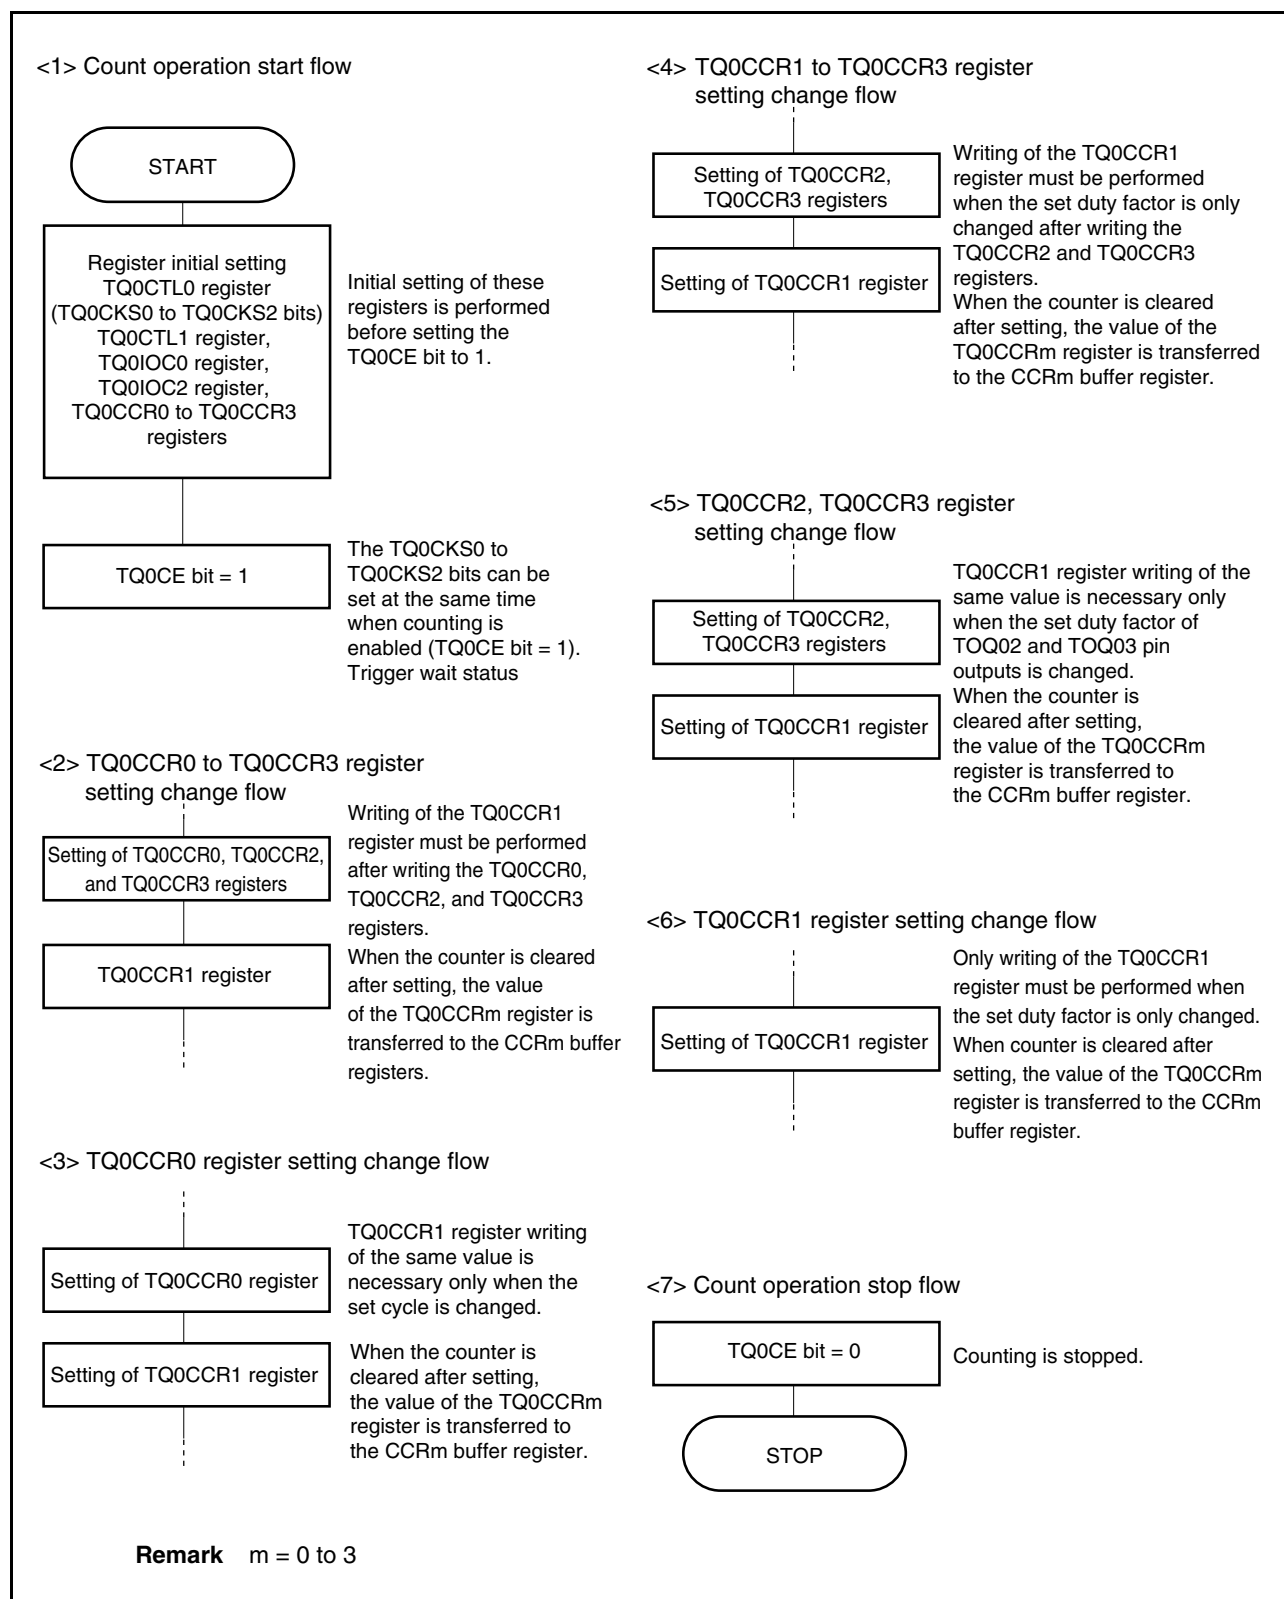 <1> Count operation start flow
START
Register initial setting
TQ0CTL0 register
(TQ0CKS0 to TQ0CKS2 bits)
TQ0CTL1 register,
TQ0IOC0 register,
TQ0IOC2 register,
TQ0CCR0 to TQ0CCR3
registers
Initial setting of these
registers is performed
before setting the
TQ0CE bit to 1.
TQ0CE bit = 1
The TQ0CKS0 to
TQ0CKS2 bits can be
set at the same time
when counting is
enabled (TQ0CE bit = 1).
Trigger wait status
<2> TQ0CCR0 to TQ0CCR3 register
setting change flow
Setting of TQ0CCR0, TQ0CCR2,
and TQ0CCR3 registers
TQ0CCR1 register
Writing of the TQ0CCR1
register must be performed
after writing the TQ0CCR0,
TQ0CCR2, and TQ0CCR3
registers.
When the counter is cleared
after setting, the value
of the TQ0CCRm register is
transferred to the CCRm buffer
registers.
<3> TQ0CCR0 register setting change flow
Setting of TQ0CCR0 register
TQ0CCR1 register writing
of the same value is
necessary only when the
set cycle is changed.
Setting of TQ0CCR1 register
When the counter is
cleared after setting,
the value of the TQ0CCRm
register is transferred to
the CCRm buffer register.
<4> TQ0CCR1 to TQ0CCR3 register
setting change flow
Setting of TQ0CCR2,
TQ0CCR3 registers
Setting of TQ0CCR1 register
Writing of the TQ0CCR1
register must be performed
when the set duty factor is only
changed after writing the
TQ0CCR2 and TQ0CCR3
registers.
When the counter is cleared
after setting, the value of the
TQ0CCRm register is transferred
to the CCRm buffer register.
<5> TQ0CCR2, TQ0CCR3 register
setting change flow
Setting of TQ0CCR2,
TQ0CCR3 registers
Setting of TQ0CCR1 register
TQ0CCR1 register writing of the
same value is necessary only
when the set duty factor of
TOQ02 and TOQ03 pin
outputs is changed.
When the counter is
cleared after setting,
the value of the TQ0CCRm
register is transferred to
the CCRm buffer register.
<6> TQ0CCR1 register setting change flow
Setting of TQ0CCR1 register
Only writing of the TQ0CCR1
register must be performed when
the set duty factor is only changed.
When counter is cleared after
setting, the value of the TQ0CCRm
register is transferred to the CCRm
buffer register.
<7> Count operation stop flow
TQ0CE bit = 0
Counting is stopped.
STOP
Remark m = 0 to 3